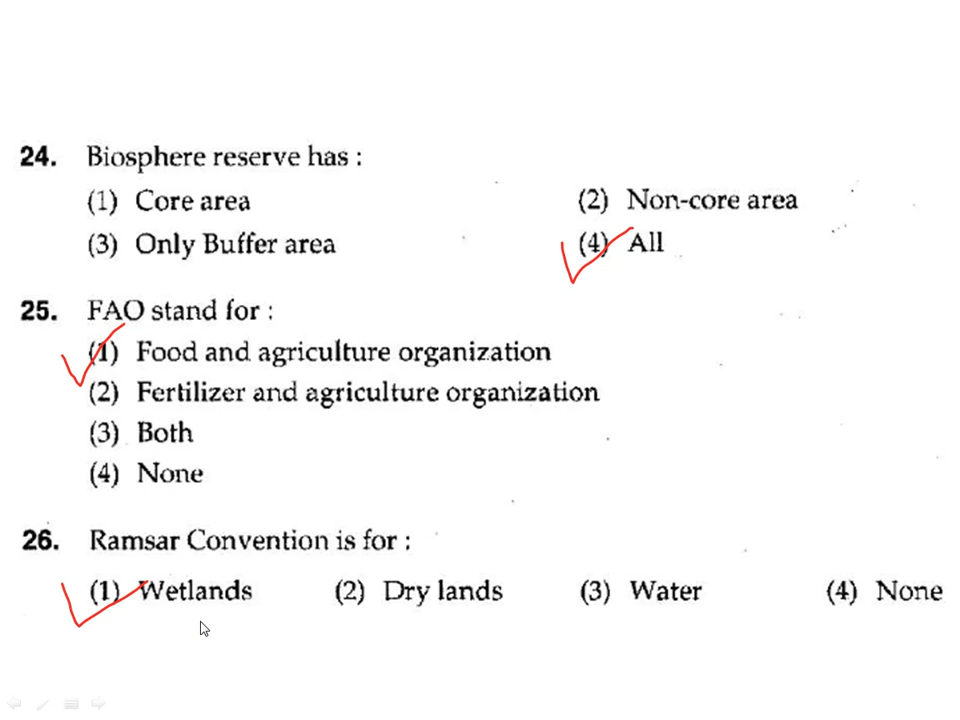 24. Biosphere reserve has :
(1) Core area (2) Non-core area
(3) Only Buffer area (4) All
25. FAO stand for :
(1) Food and agriculture organization
(2) Fertilizer and agriculture organization
(3) Both
(4) None
26. Ramsar Convention is for :
(1) Wetlands (2) Dry lands (3) Water (4) None